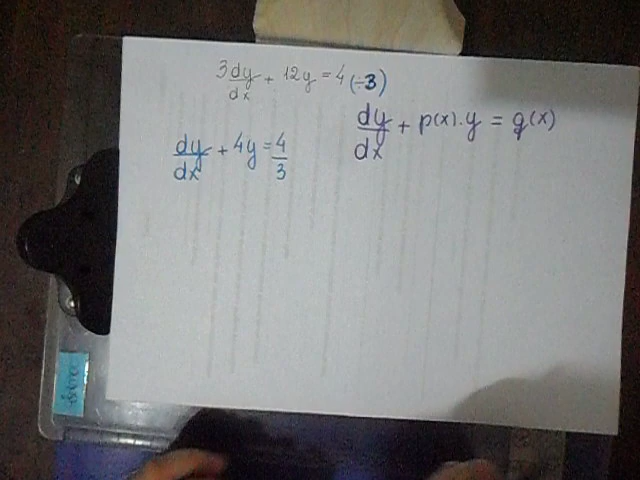 3dy/dx + 12y = 4 (÷3)
dy/dx + p(x).y = g(x)
dy/dx + 4y = 4/3